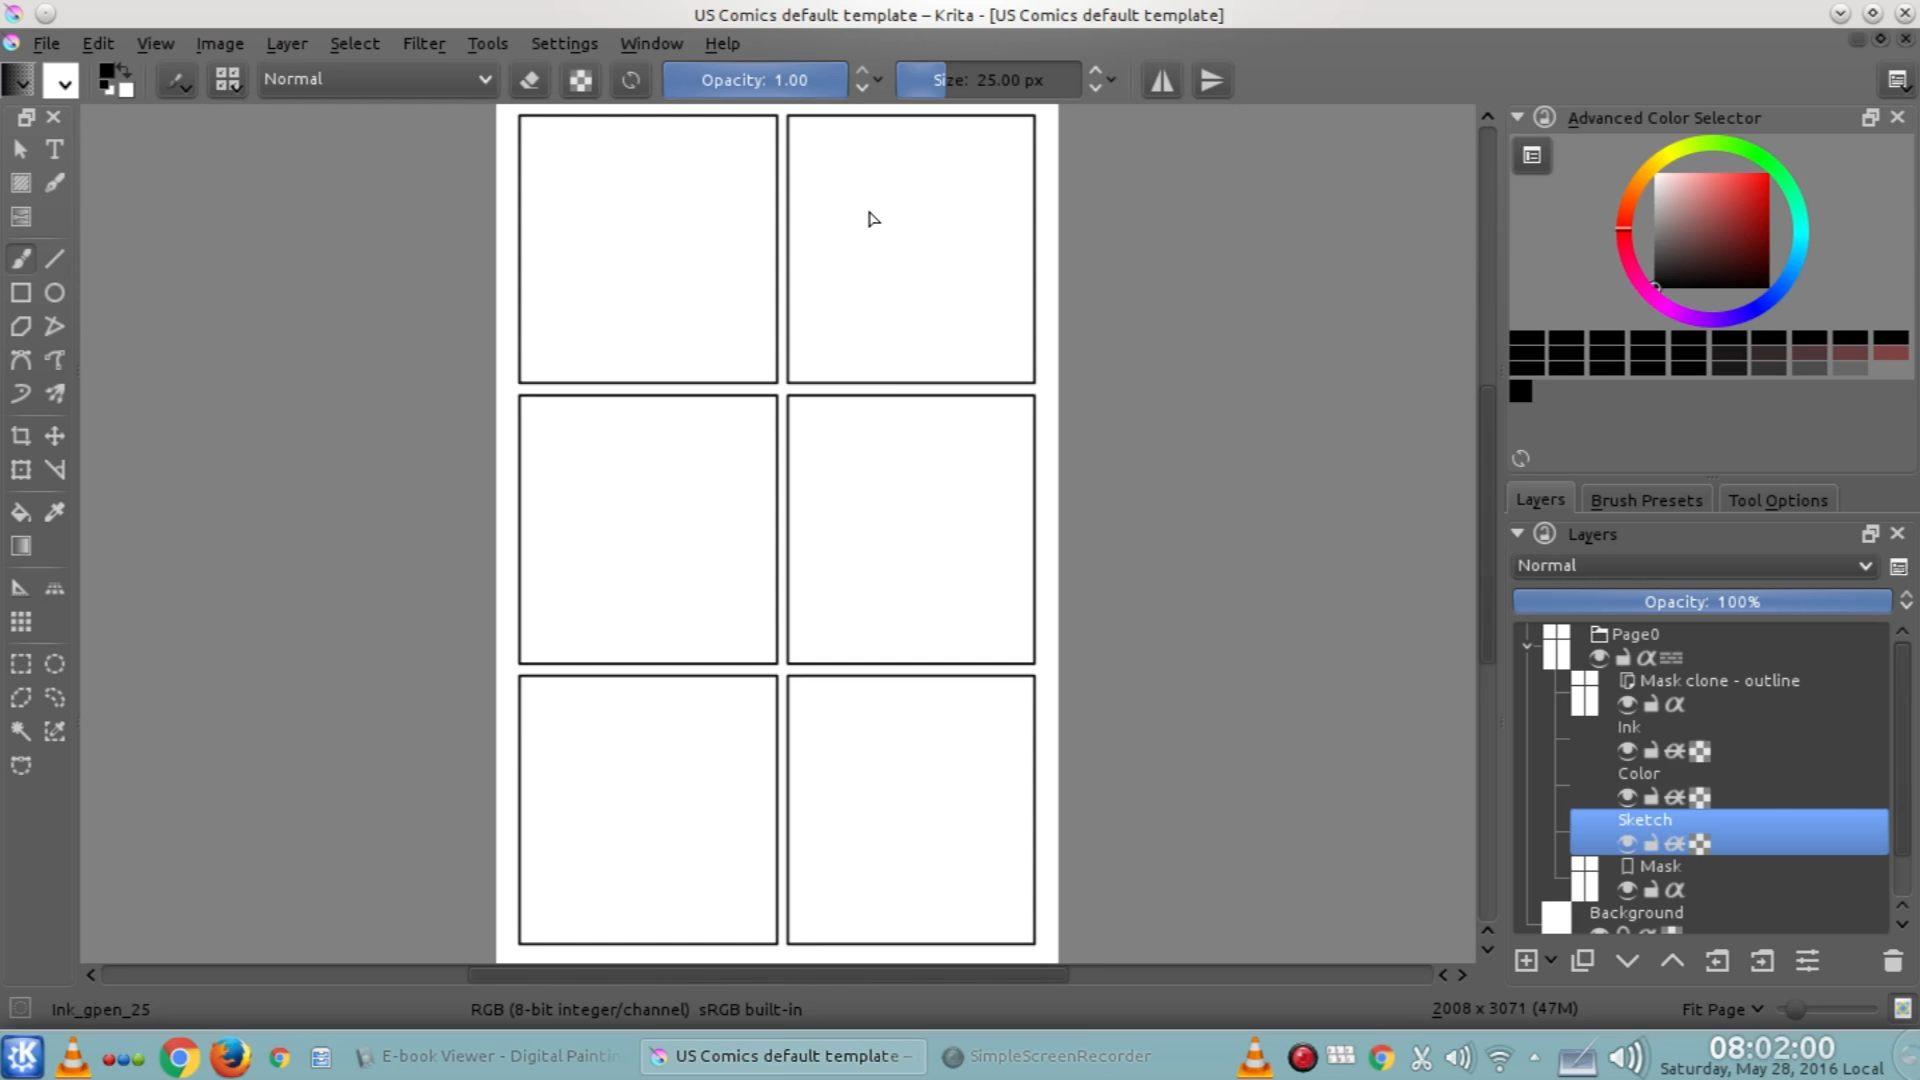 US Comics default template – Krita - [US Comics default template]
File Edit View Image Layer Select Filter Tools Settings Window Help
Normal Opacity: 1.00 Size: 25.00 px
Advanced Color Selector
Layers Brush Presets Tool Options
Layers
Normal
Opacity: 100%
Page0
Mask clone - outline
Ink
Color
Sketch
Mask
Background
Ink_gpen_25 RGB (8-bit integer/channel) sRGB built-in 2008 x 3071 (47M) Fit Page
E-book Viewer - Digital Paintin US Comics default template – SimpleScreenRecorder 08:02:00
Saturday, May 28, 2016 Local